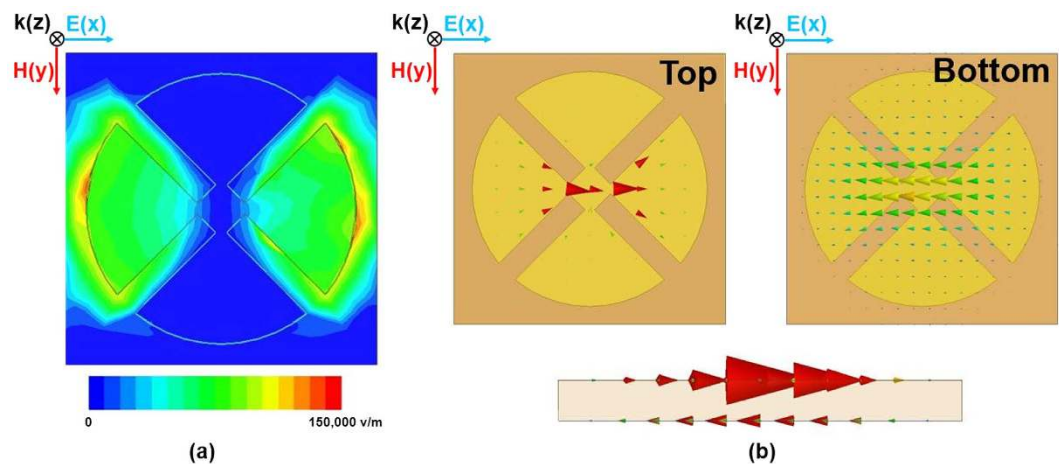 k(z) E(x)
H(y)
k(z) E(x)
H(y)
Top
k(z) E(x)
H(y)
Bottom
0 150,000 v/m
(a)
(b)